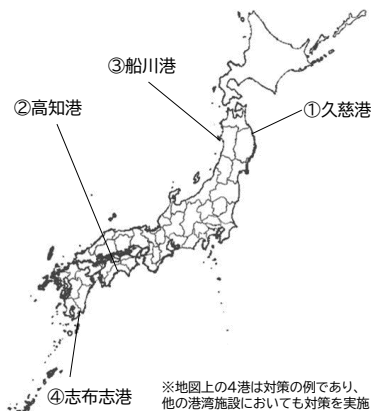 ③船川港
②高知港
①久慈港
④志布志港
※地図上の4港は対策の例であり、
他の港湾施設においても対策を実施